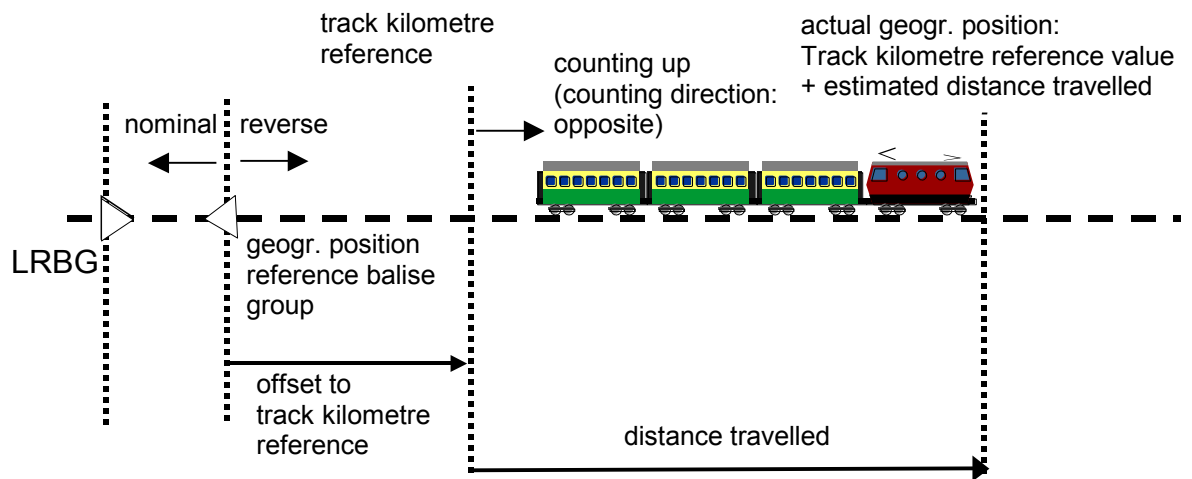 track kilometre
reference
actual geogr. position:
Track kilometre reference value
+ estimated distance travelled
counting up
(counting direction:
opposite)
nominal
reverse
LRBG
geogr. position
reference balise
group
offset to
track kilometre
reference
distance travelled